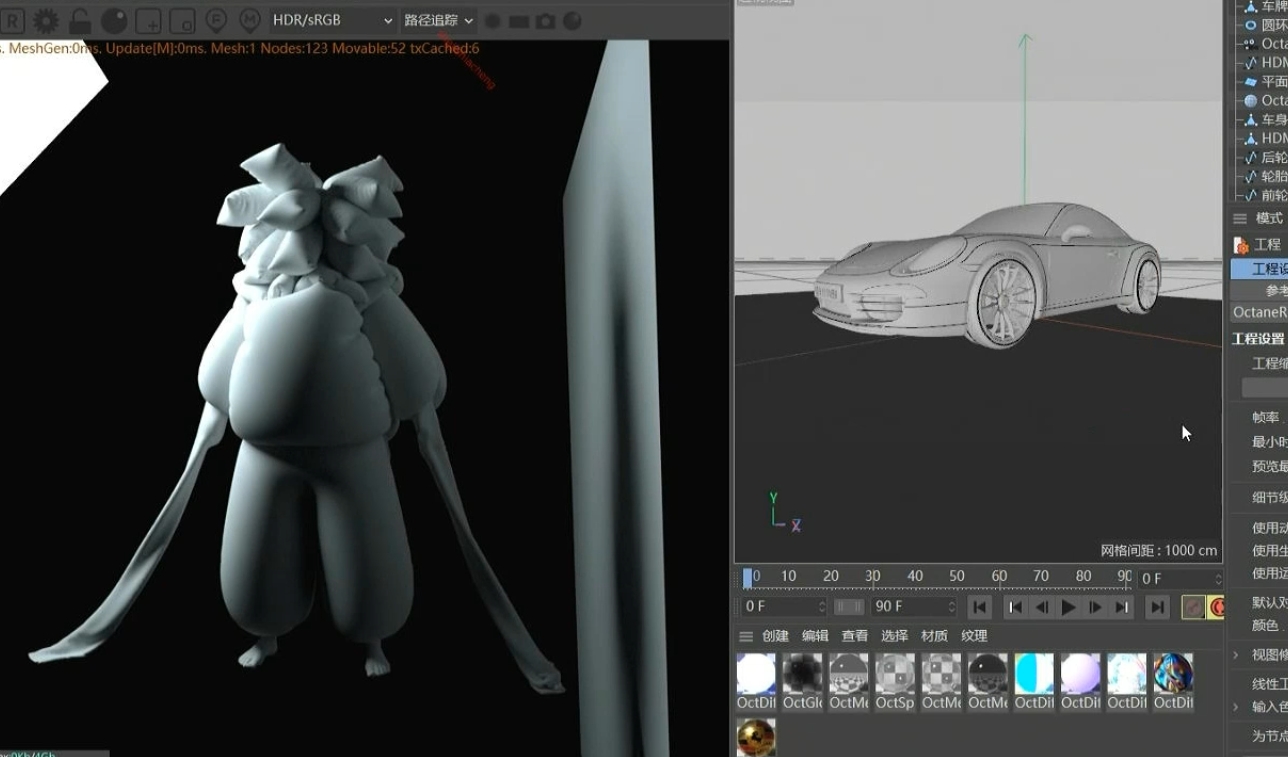 R F M HDR/sRGB 路径追踪
. MeshGen:0ms. Update[M]:0ms. Mesh:1 Nodes:123 Movable:52 txCached:6
车牌
圆环
Octa
HDM
平面
Octa
车身
HDM
后轮
轮胎
前轮
模式
工程
工程设
参考
OctaneR
工程设置
工程缩
帧率
最小时
预览最
细节级
使用动
使用生
使用运
默认对
颜色
视图修
线性工
输入色
为节点
Y
X
网格间距 : 1000 cm
0 10 20 30 40 50 60 70 80 90 0 F
0 F 90 F
创建 编辑 查看 选择 材质 纹理
OctDif OctGlo OctMe OctSp OctMe OctMe OctDif OctDif OctDif OctDif